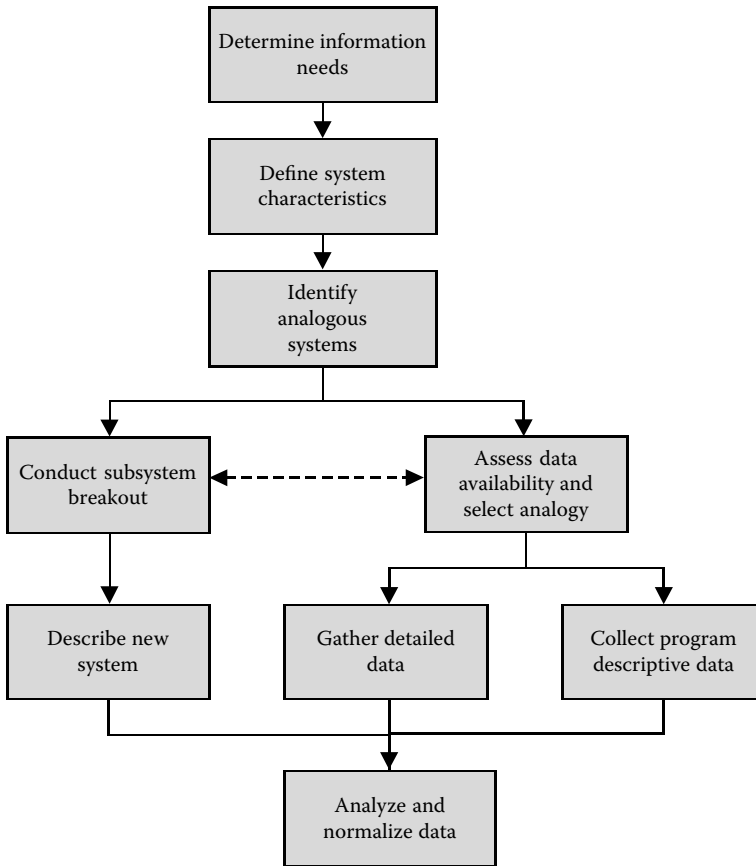 Determine information
needs
Define system
characteristics
Identify
analogous
systems
Conduct subsystem
breakout
Assess data
availability and
select analogy
Describe new
system
Gather detailed
data
Collect program
descriptive data
Analyze and
normalize data